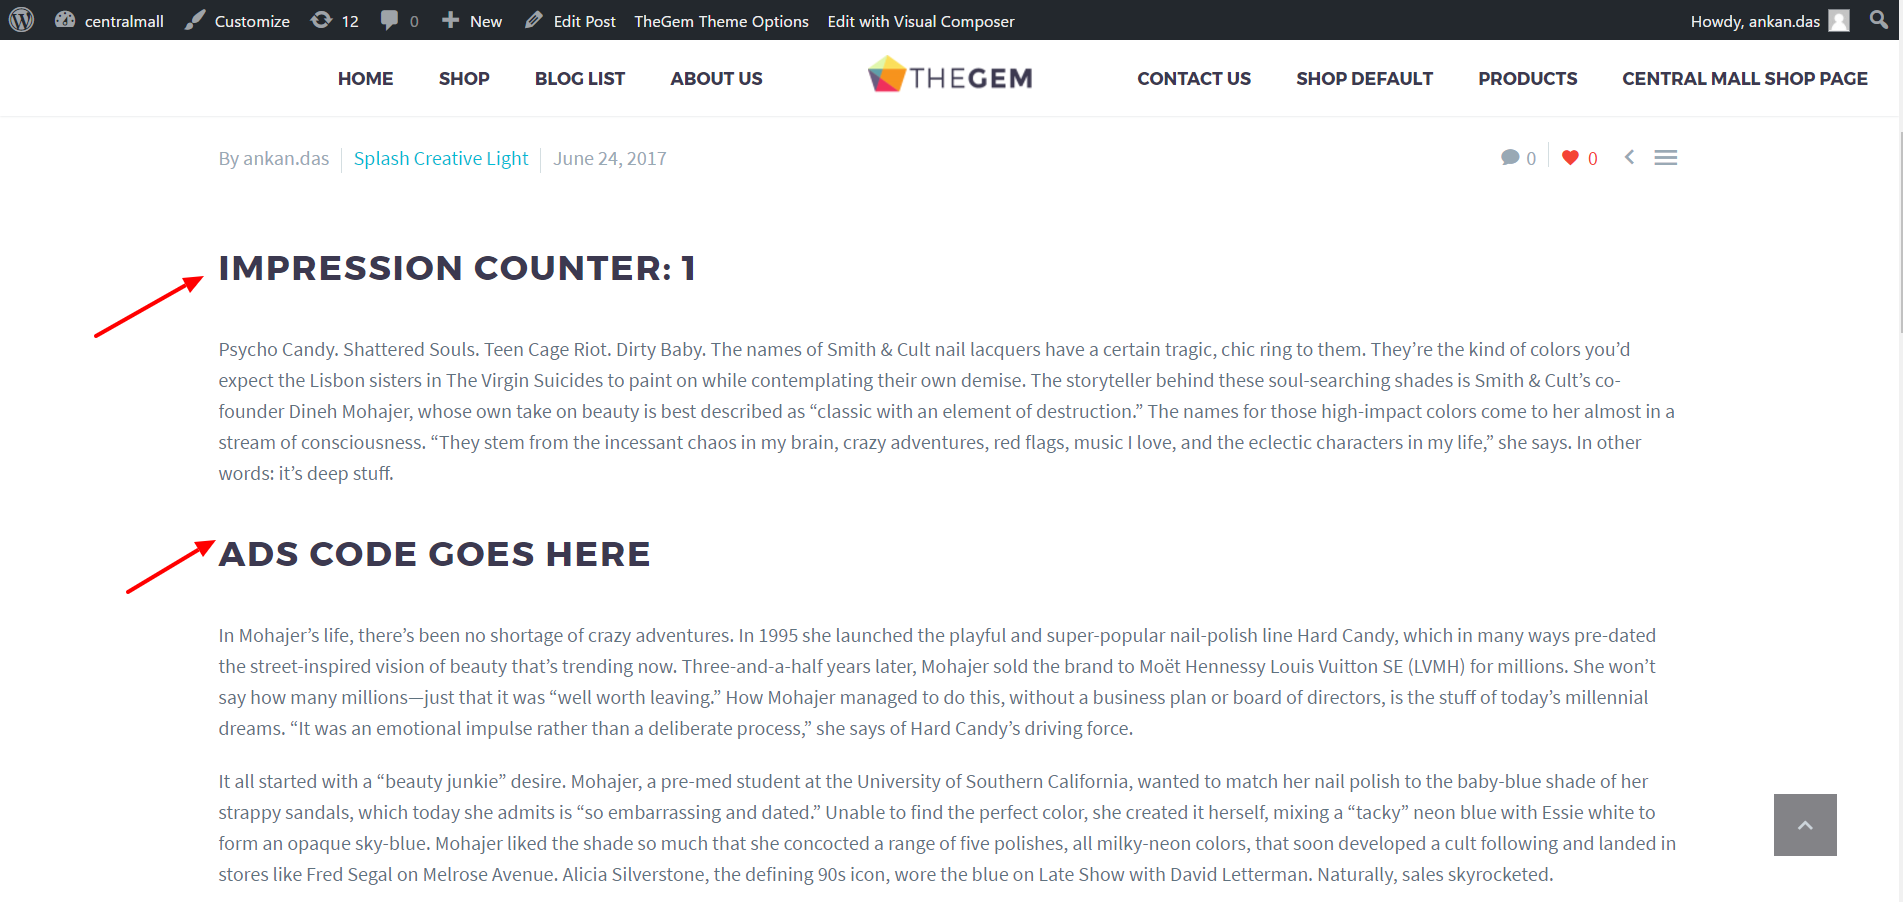 centralmall Customize 12 0 New Edit Post TheGem Theme Options Edit with Visual Composer Howdy, ankan.das
HOME SHOP BLOG LIST ABOUT US THEGEM CONTACT US SHOP DEFAULT PRODUCTS CENTRAL MALL SHOP PAGE
By ankan.das Splash Creative Light June 24, 2017 0 0
IMPRESSION COUNTER: 1
Psycho Candy. Shattered Souls. Teen Cage Riot. Dirty Baby. The names of Smith & Cult nail lacquers have a certain tragic, chic ring to them. They’re the kind of colors you’d
expect the Lisbon sisters in The Virgin Suicides to paint on while contemplating their own demise. The storyteller behind these soul-searching shades is Smith & Cult’s co-
founder Dineh Mohajer, whose own take on beauty is best described as “classic with an element of destruction.” The names for those high-impact colors come to her almost in a
stream of consciousness. “They stem from the incessant chaos in my brain, crazy adventures, red flags, music I love, and the eclectic characters in my life,” she says. In other
words: it’s deep stuff.
ADS CODE GOES HERE
In Mohajer’s life, there’s been no shortage of crazy adventures. In 1995 she launched the playful and super-popular nail-polish line Hard Candy, which in many ways pre-dated
the street-inspired vision of beauty that’s trending now. Three-and-a-half years later, Mohajer sold the brand to Moët Hennessy Louis Vuitton SE (LVMH) for millions. She won’t
say how many millions—just that it was “well worth leaving.” How Mohajer managed to do this, without a business plan or board of directors, is the stuff of today’s millennial
dreams. “It was an emotional impulse rather than a deliberate process,” she says of Hard Candy’s driving force.
It all started with a “beauty junkie” desire. Mohajer, a pre-med student at the University of Southern California, wanted to match her nail polish to the baby-blue shade of her
strappy sandals, which today she admits is “so embarrassing and dated.” Unable to find the perfect color, she created it herself, mixing a “tacky” neon blue with Essie white to
form an opaque sky-blue. Mohajer liked the shade so much that she concocted a range of five polishes, all milky-neon colors, that soon developed a cult following and landed in
stores like Fred Segal on Melrose Avenue. Alicia Silverstone, the defining 90s icon, wore the blue on Late Show with David Letterman. Naturally, sales skyrocketed.